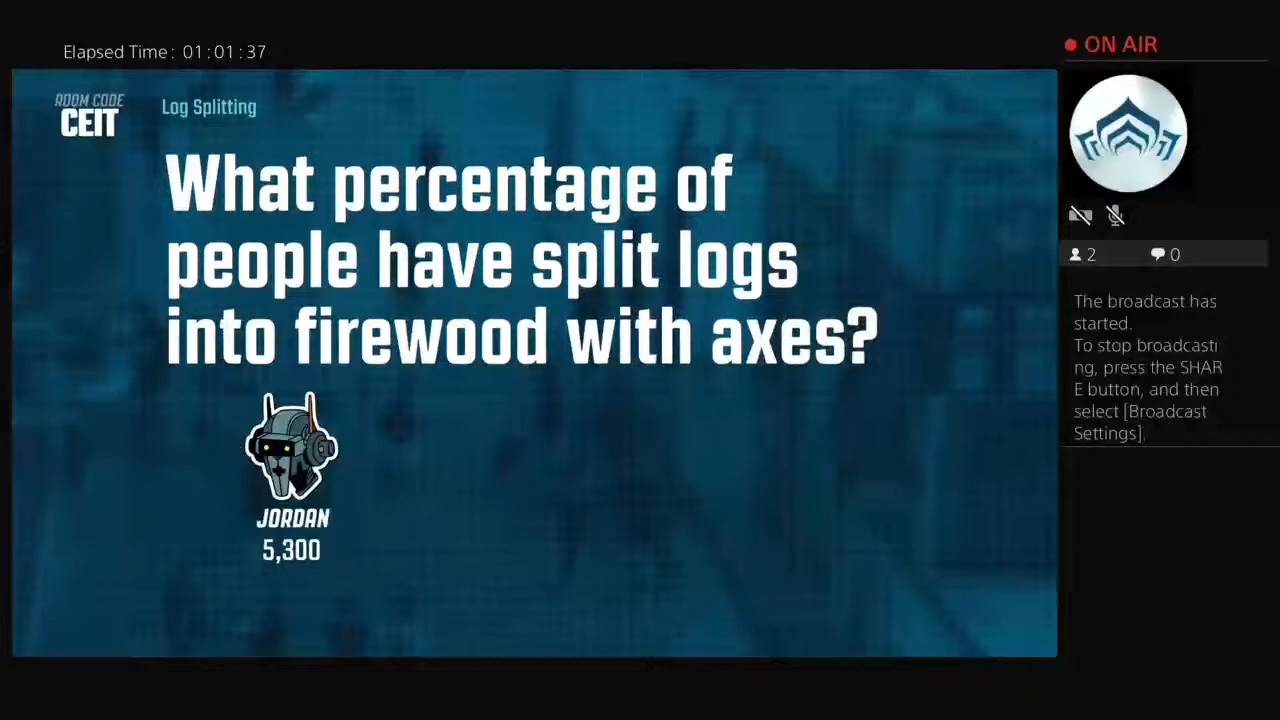 Elapsed Time: 01:01:37
ON AIR
ROOM CODE
CEIT
Log Splitting
What percentage of
people have split logs
into firewood with axes?
JORDAN
5,300
2
0
The broadcast has
started.
To stop broadcasti
ng, press the SHAR
E button, and then
select [Broadcast
Settings].